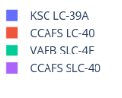 KSC LC-39A
CCAFS LC-40
VAFB SLC-4E
CCAFS SLC-40